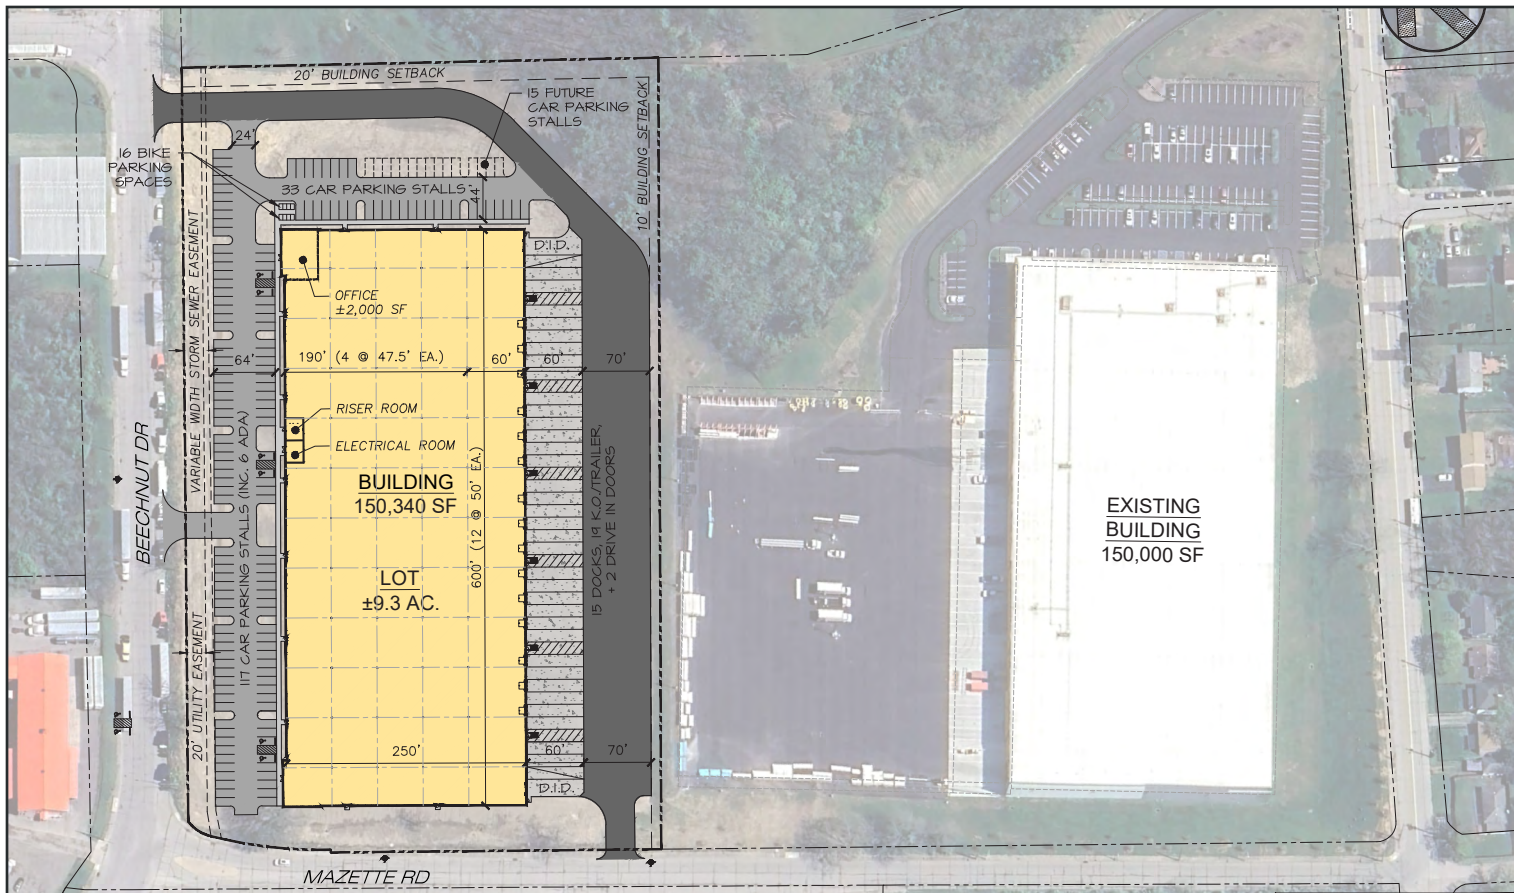 20' BUILDING SETBACK
15 FUTURE
CAR PARKING
STALLS
10' BUILDING SETBACK
24'
16 BIKE
PARKING
SPACES
33 CAR PARKING STALLS
44'
D.I.D.
OFFICE
±2,000 SF
VARIABLE WIDTH STORM SEWER EASEMENT
64'
190' (4 @ 47.5' EA.)
60'
60'
70'
RISER ROOM
ELECTRICAL ROOM
BEECHNUT DR
117 CAR PARKING STALLS (INC. 6 ADA)
BUILDING
150,340 SF
600' (12 @ 50' EA.)
15 DOCKS, 19 K.O./TRAILER,
+ 2 DRIVE IN DOORS
LOT
±9.3 AC.
EXISTING
BUILDING
150,000 SF
20' UTILITY EASEMENT
250'
60'
70'
D.I.D.
MAZETTE RD